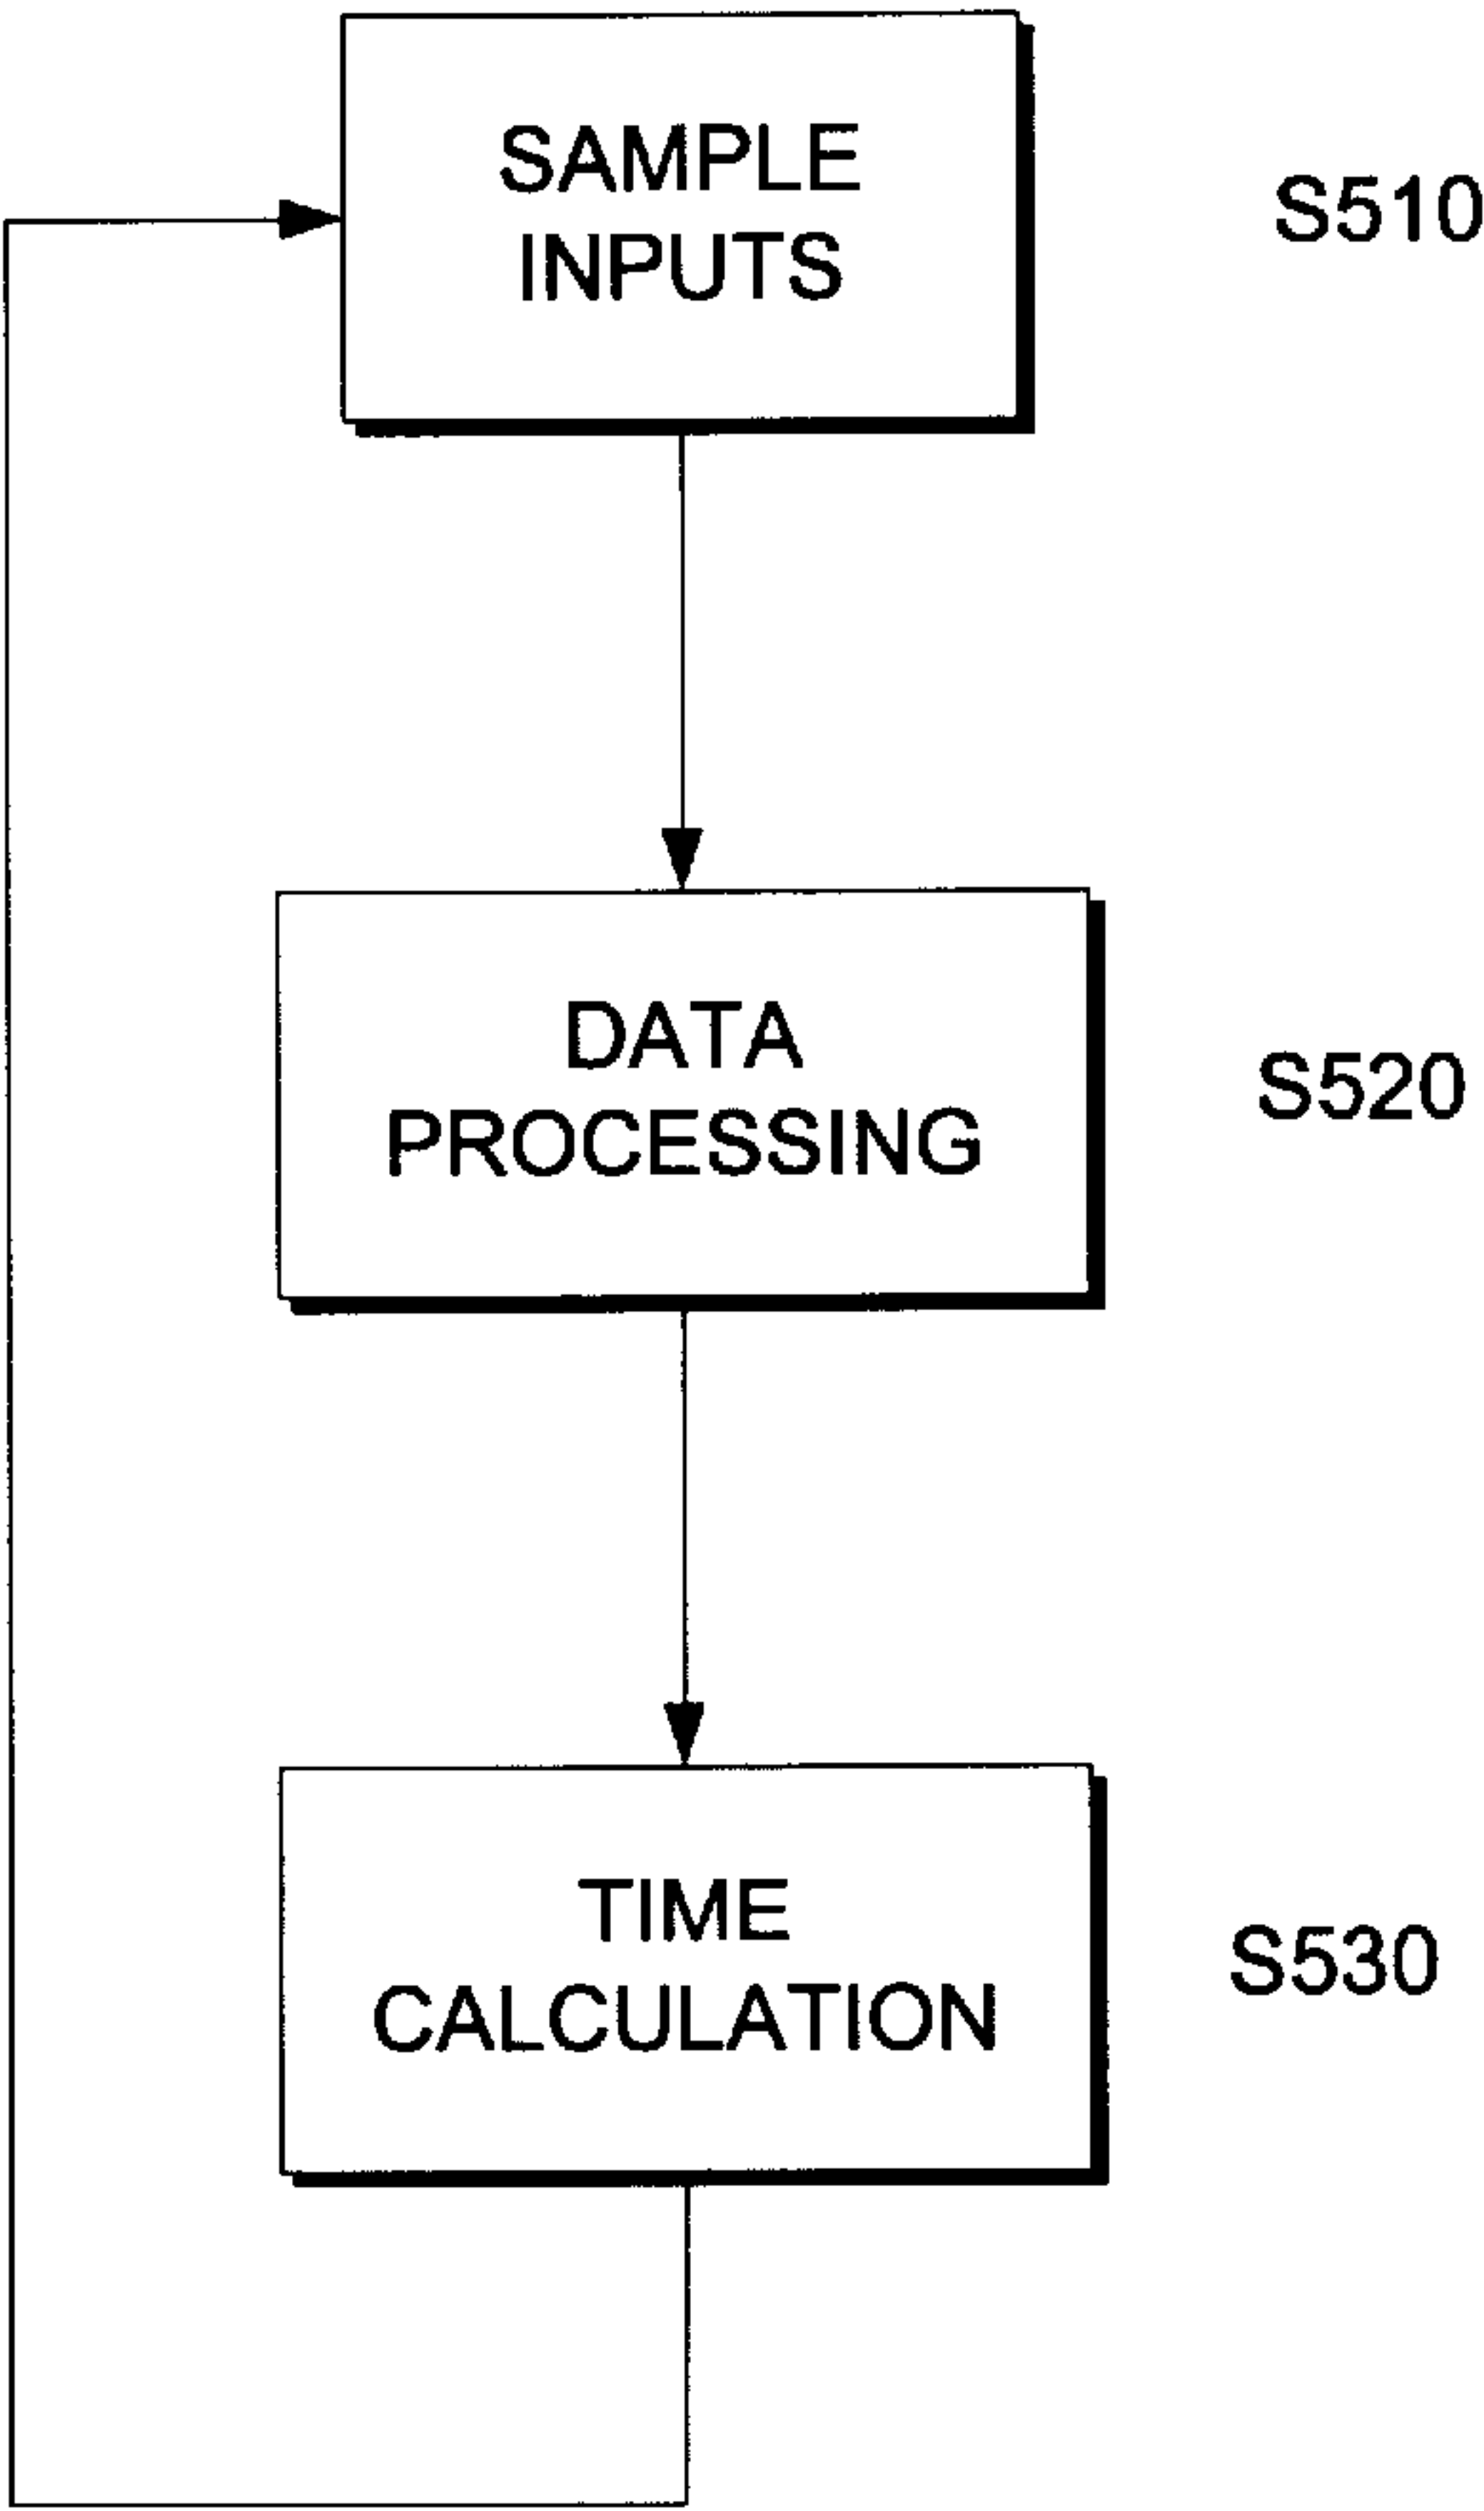 SAMPLE
INPUTS
S510
DATA
PROCESSING
S520
TIME
CALCULATION
S530